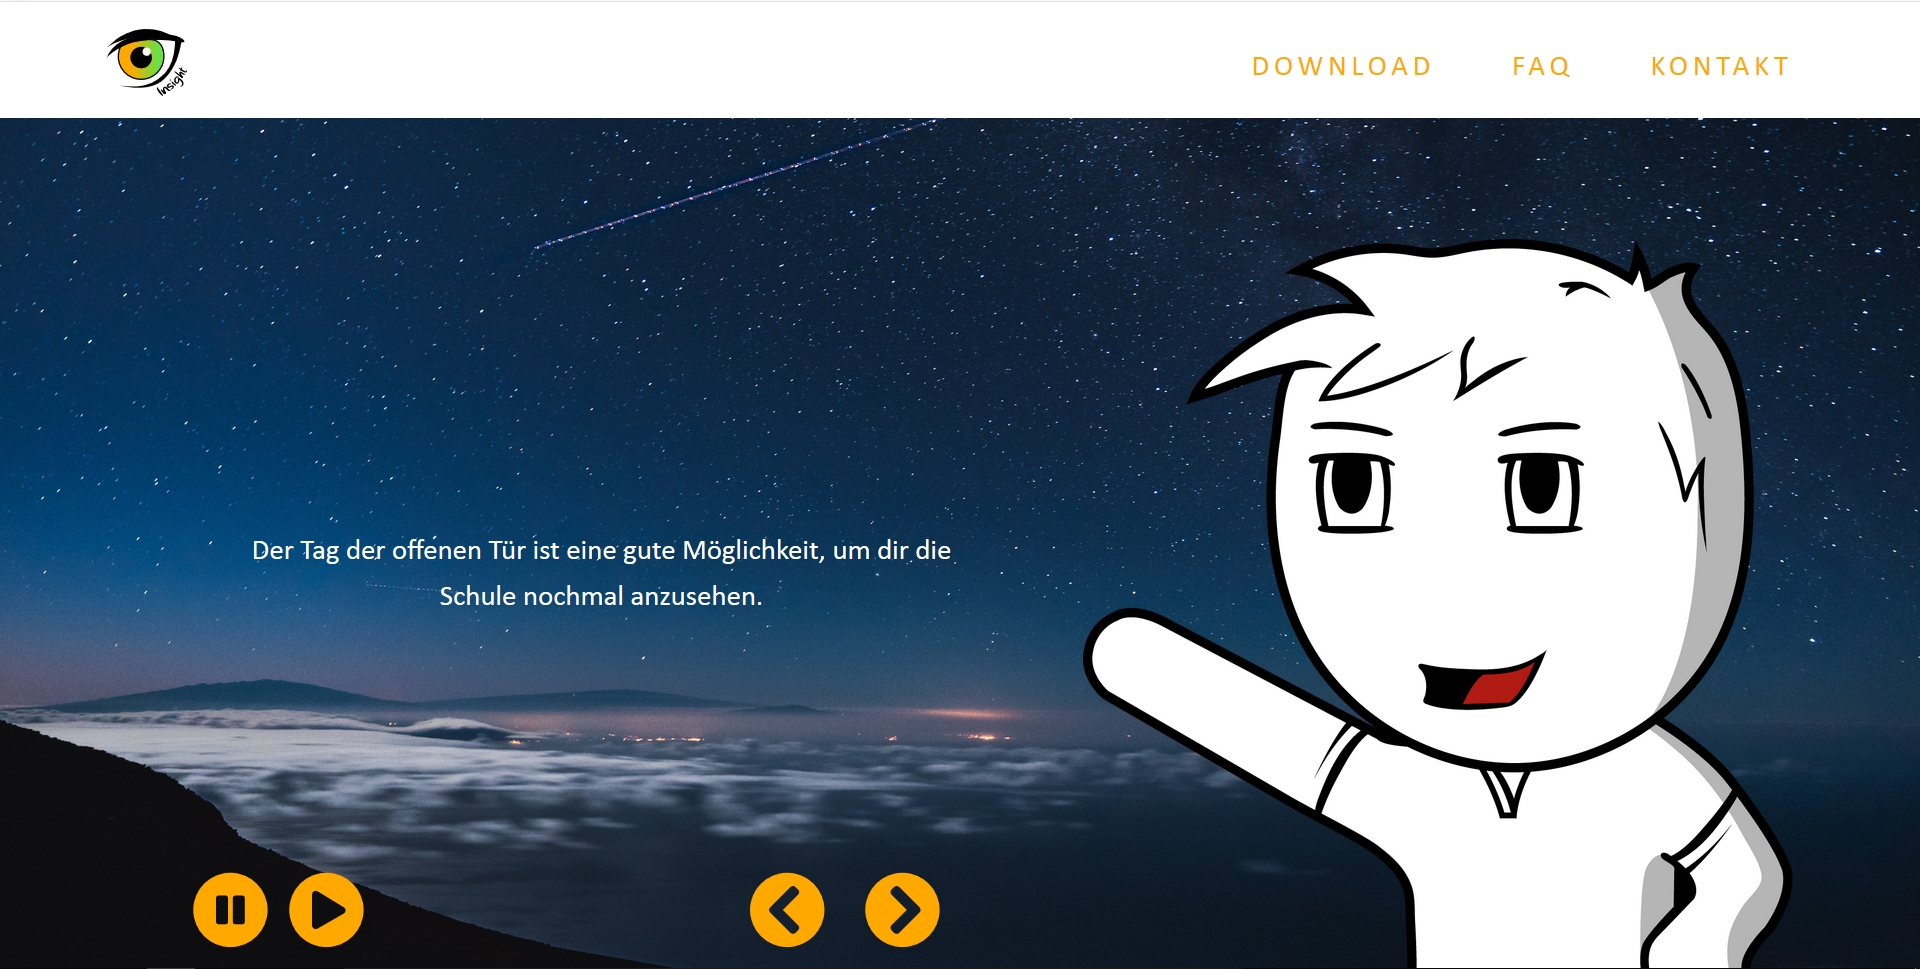 Insight
DOWNLOAD FAQ KONTAKT
Der Tag der offenen Tür ist eine gute Möglichkeit, um dir die
Schule nochmal anzusehen.